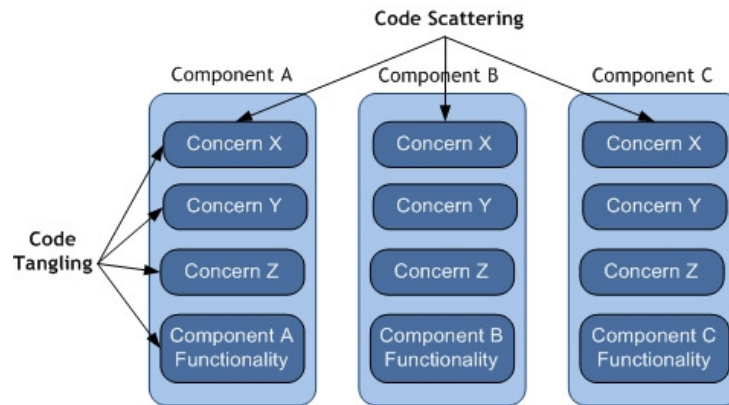 Code Scattering
Component A
Component B
Component C
Concern X
Concern X
Concern X
Concern Y
Concern Y
Concern Y
Code
Tangling
Concern Z
Concern Z
Concern Z
Component A
Functionality
Component B
Functionality
Component C
Functionality